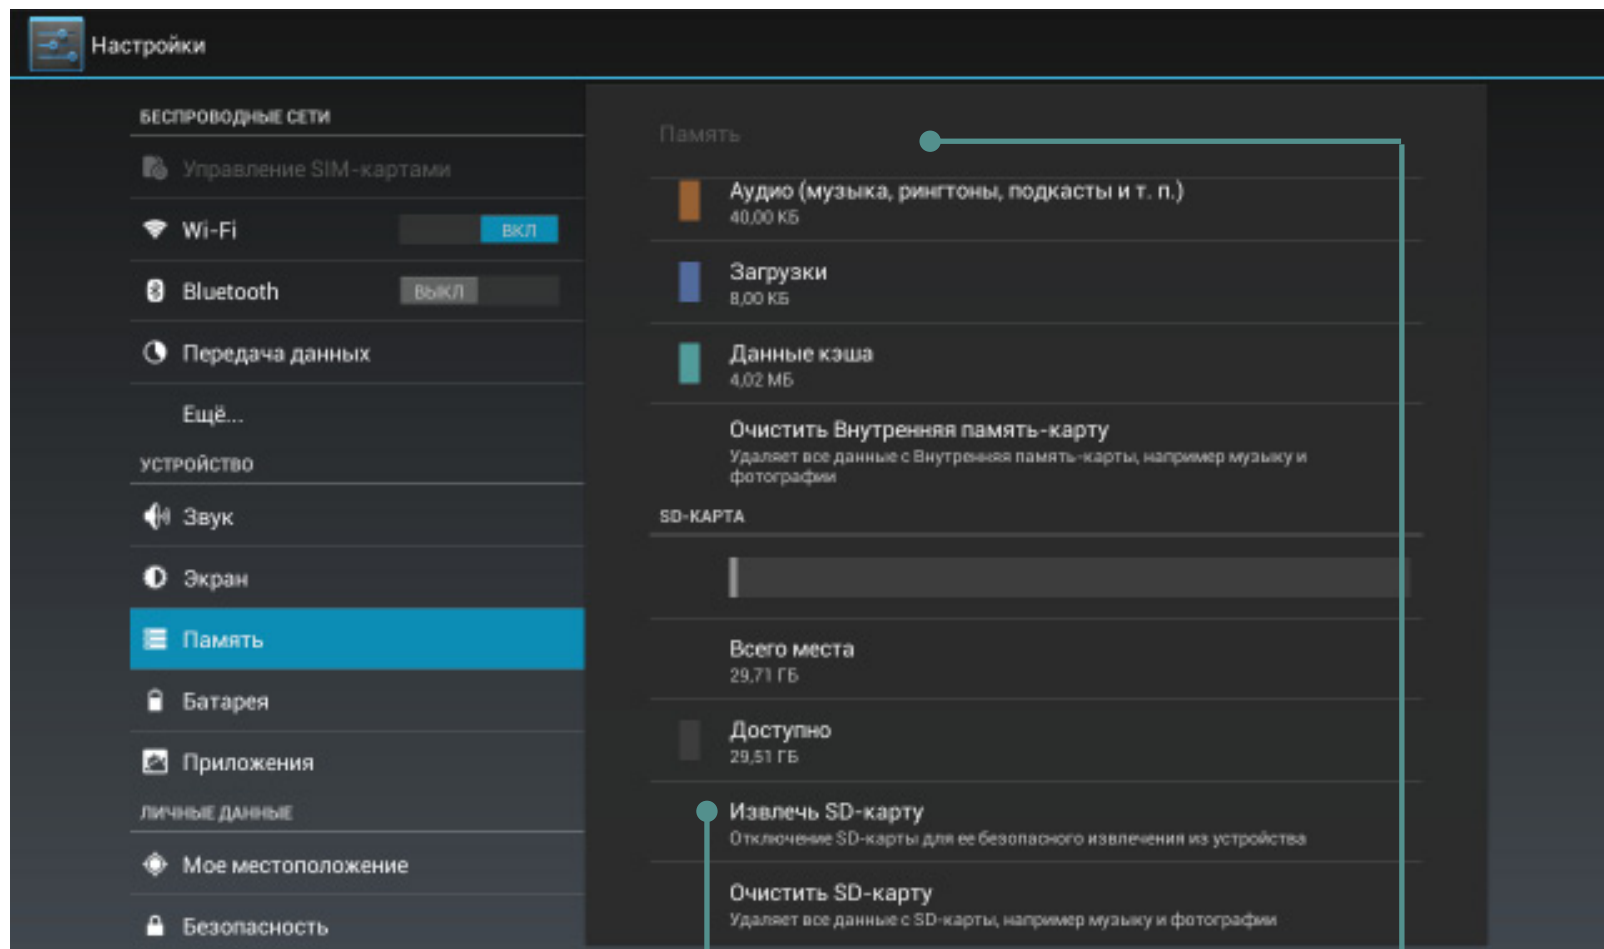 Настройки
БЕСПРОВОДНЫЕ СЕТИ
Управление SIM-картами
Wi-Fi
ВКЛ
Bluetooth
ВЫКЛ
Передача данных
Ещё...
УСТРОЙСТВО
Звук
Экран
Память
Батарея
Приложения
ЛИЧНЫЕ ДАННЫЕ
Мое местоположение
Безопасность
Память
Аудио (музыка, рингтоны, подкасты и т. п.)
40,00 КБ
Загрузки
8,00 КБ
Данные кэша
4,02 МБ
Очистить Внутренняя память-карту
Удаляет все данные с Внутренняя память-карты, например музыку и
фотографии
SD-КАРТА
Всего места
29,71 ГБ
Доступно
29,51 ГБ
Извлечь SD-карту
Отключение SD-карты для ее безопасного извлечения из устройства
Очистить SD-карту
Удаляет все данные с SD-карты, например музыку и фотографии